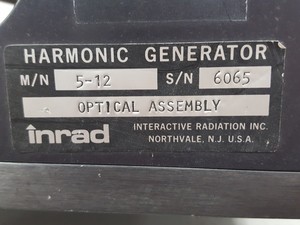 HARMONIC GENERATOR
M/N 5-12 S/N 6065
OPTICAL ASSEMBLY
inrad INTERACTIVE RADIATION INC.
NORTHVALE, N.J. U.S.A.